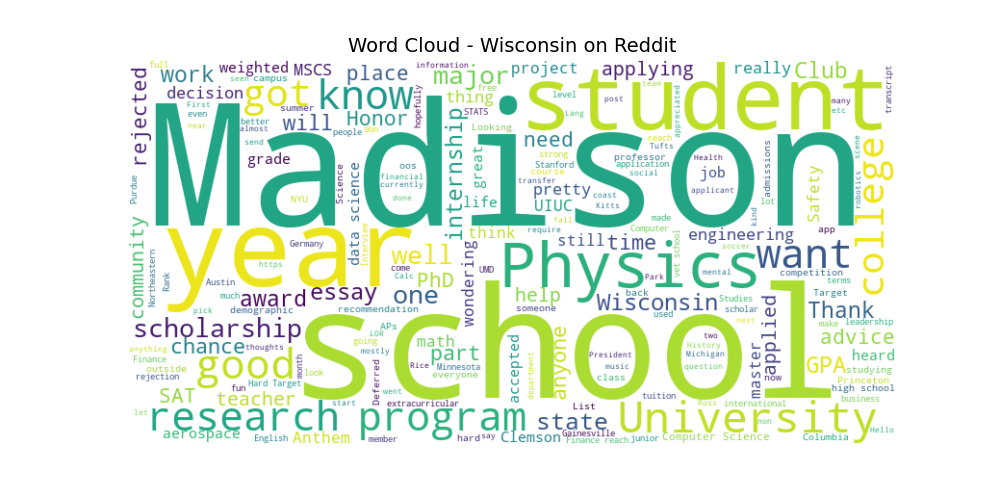 Word Cloud - Wisconsin on Reddit
full
information
weighted
MSCS
seen
campus
work
place
decision
major
free
project
thing
team
applying
level
post
really
Club
many
etc
transcript
rejected
First
even
near
got
know
Honor
will
summer
better
almost
send
people
don
hopefully
STATS
Looking
Lang
student
appreciated
Madison
grade
Science
oos
financial
currently
done
internship
great
life
think
need
strong
Stanford
course
transfer
pretty
UIUC
professor
application
social
reach
Tufts
Health
job
applicant
kind
admissions
lot
Safety
robotics
scene
college
Purdue
NYU
Germany
data science
interview
coast
Kitts
fall
require
made
Computer
still
time
engineering
soccer
app
year
well
come
Calc
PhD
wondering
UMD
Physics
Park
vet school
mental
want
competition
terms
community
Northeastern
Rank
Austin
https
much
pick
demographic
award
essay
one
recommendation
help
someone
Wisconsin
back
used
Studies
scholar
next
applied
Target
Thank
make
leadership
scholarship
chance
thoughts
anything
Finance
outside
rejection
good
month
look
APs
LOR
going
mostly
math
part
Rice
Minnesota
everyone
school
accepted
department
anyone
President
music
class
two
History
Michigan
question
master
now
advice
heard
GPA
studying
Princeton
high school
business
SAT
fun
teacher
Hard Target
Deferred
went
extracurricular
start
tuition
Ross
international
non
let
research program
state
List
University
aerospace
English
Anthem
member
hard
say
Clemson
Gainesville
Finance reach
junior
Computer Science
Columbia
Hello